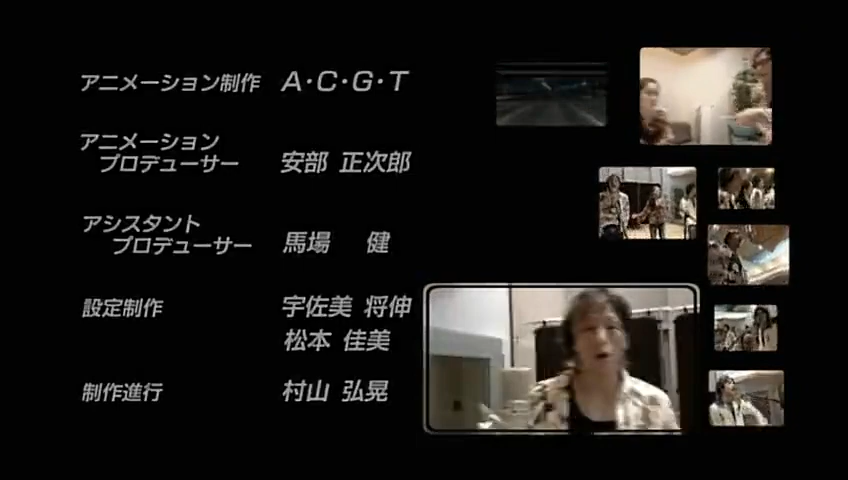 アニメーション制作 A・C・G・T
アニメーション
プロデューサー 安部 正次郎
アシスタント
プロデューサー 馬場 健
設定制作 宇佐美 将伸
松本 佳美
制作進行 村山 弘晃